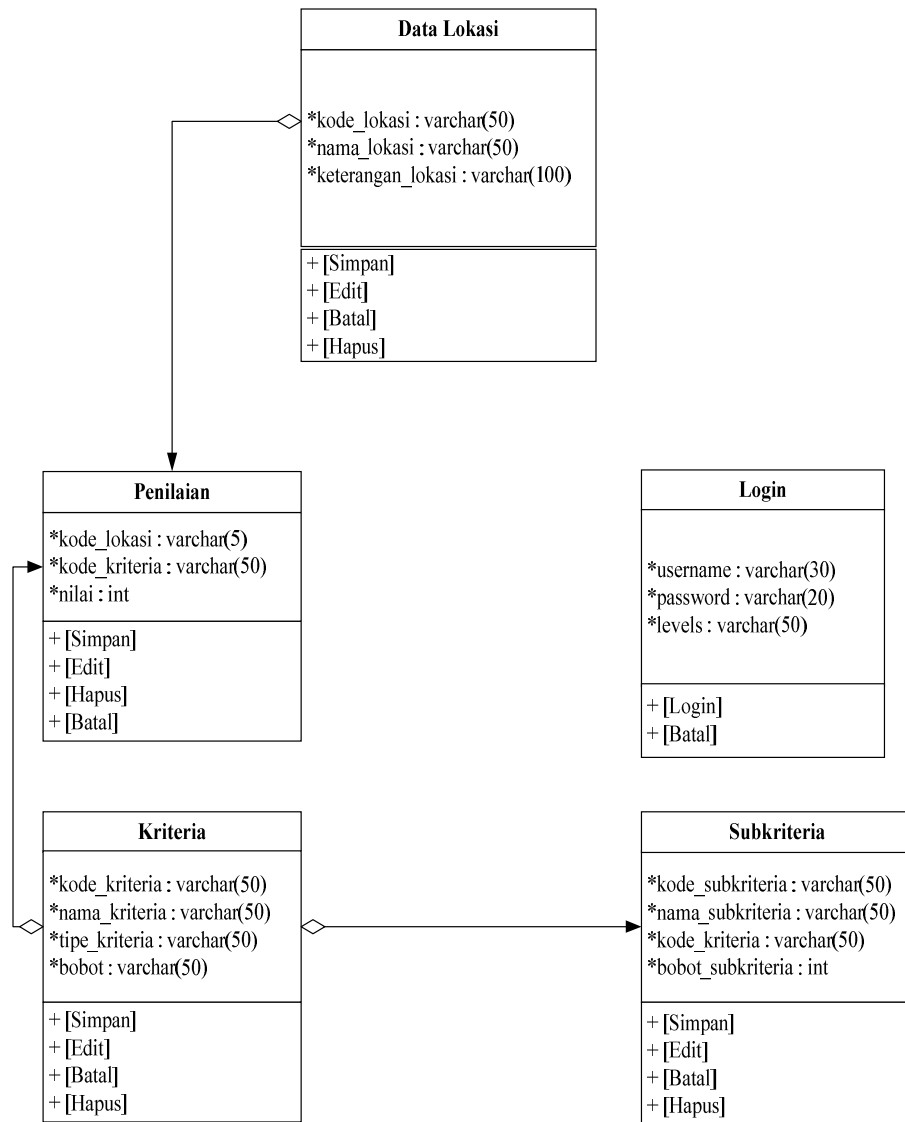 Data Lokasi
*kode_lokasi : varchar(50)
*nama_lokasi : varchar(50)
*keterangan_lokasi : varchar(100)
+ [Simpan]
+ [Edit]
+ [Batal]
+ [Hapus]
Penilaian
*kode_lokasi : varchar(5)
*kode_kriteria : varchar(50)
*nilai : int
+ [Simpan]
+ [Edit]
+ [Hapus]
+ [Batal]
Login
*username : varchar(30)
*password : varchar(20)
*levels : varchar(50)
+ [Login]
+ [Batal]
Kriteria
*kode_kriteria : varchar(50)
*nama_kriteria : varchar(50)
*tipe_kriteria : varchar(50)
*bobot : varchar(50)
+ [Simpan]
+ [Edit]
+ [Batal]
+ [Hapus]
Subkriteria
*kode_subkriteria : varchar(50)
*nama_subkriteria : varchar(50)
*kode_kriteria : varchar(50)
*bobot_subkriteria : int
+ [Simpan]
+ [Edit]
+ [Batal]
+ [Hapus]